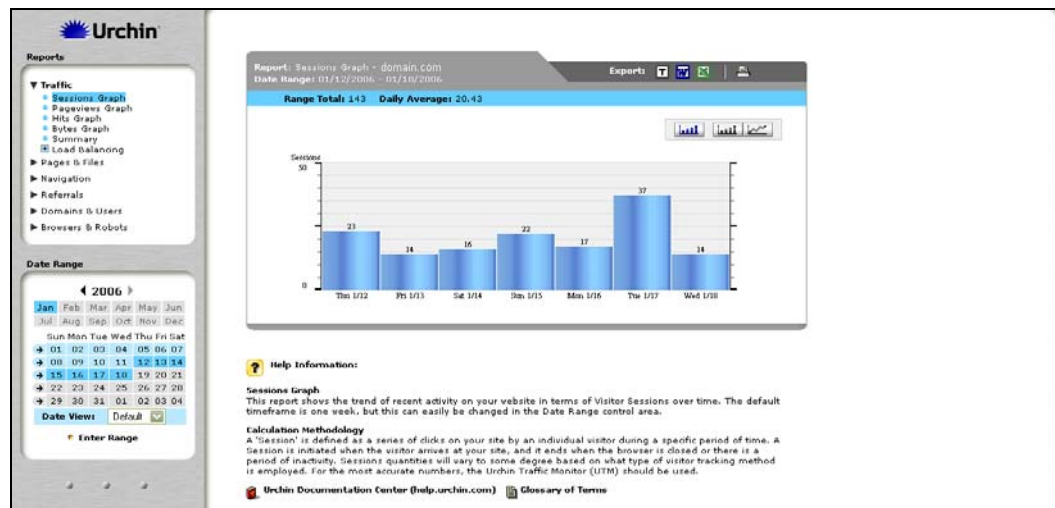 Urchin
Reports
Traffic
Sessions Graph
Pageviews Graph
Hits Graph
Bytes Graph
Summary
Load Balancing
Pages & Files
Navigation
Referrals
Domains & Users
Browsers & Robots
Date Range
2006
Jan Feb Mar Apr May Jun
Jul Aug Sep Oct Nov Dec
Sun Mon Tue Wed Thu Fri Sat
01 02 03 04 05 06 07
08 09 10 11 12 13 14
15 16 17 18 19 20 21
22 23 24 25 26 27 28
29 30 31 01 02 03 04
Date View: Default
Enter Range
Report: Sessions Graph - domain.com
Date Range: 01/12/2006 - 01/18/2006
Export: T W X
Range Total: 143 Daily Average: 20.43
Sessions
50
23 14 16 22 17 37 14
0
Thu 1/12 Fri 1/13 Sat 1/14 Sun 1/15 Mon 1/16 Tue 1/17 Wed 1/18
? Help Information:
Sessions Graph
This report shows the trend of recent activity on your website in terms of Visitor Sessions over time. The default
timeframe is one week, but this can easily be changed in the Date Range control area.
Calculation Methodology
A 'Session' is defined as a series of clicks on your site by an individual visitor during a specific period of time. A
Session is initiated when the visitor arrives at your site, and it ends when the browser is closed or there is a
period of inactivity. Sessions quantities will vary to some degree based on what type of visitor tracking method
is employed. For the most accurate numbers, the Urchin Traffic Monitor (UTM) should be used.
Urchin Documentation Center (help.urchin.com) Glossary of Terms